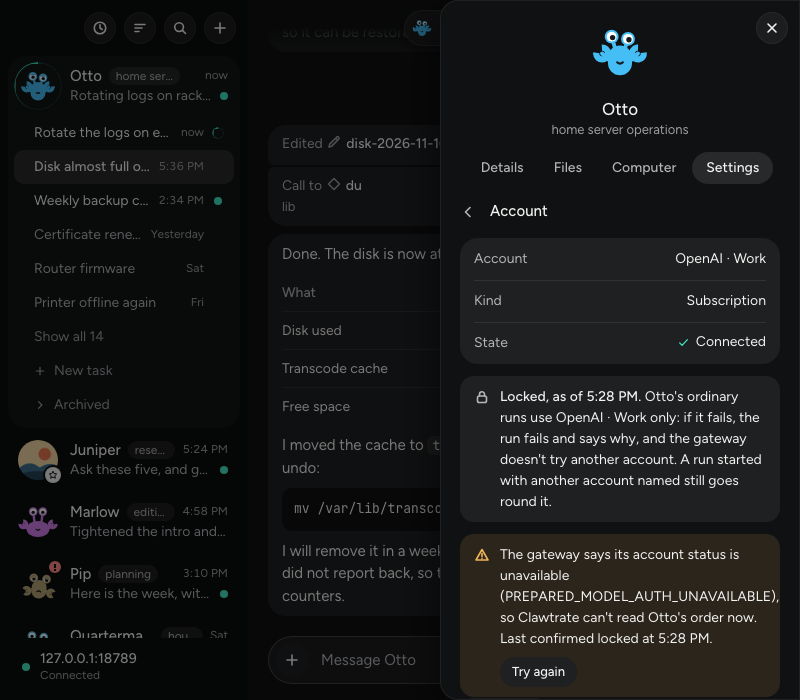 Otto home ser... now
Rotating logs on rack...
Rotate the logs on e... now
Disk almost full o... 5:36 PM
Weekly backup c... 2:34 PM
Certificate rene... Yesterday
Router firmware Sat
Printer offline again Fri
Show all 14
+ New task
Archived
Juniper rese... 5:24 PM
Ask these five, and g...
Marlow editi... 4:58 PM
Tightened the intro and...
Pip planning 3:10 PM
Here is the week, wit...
Quarterma hou... Sat
127.0.0.1:18789
Connected
so it can be restor
Edited disk-2026-11-1
Call to du
lib
Done. The disk is now at
What
Disk used
Transcode cache
Free space
I moved the cache to
undo:
mv /var/lib/transco
I will remove it in a week
did not report back, so t
counters.
Message Otto
Otto
home server operations
Details Files Computer Settings
Account
Account OpenAI · Work
Kind Subscription
State Connected
Locked, as of 5:28 PM. Otto's ordinary
runs use OpenAI · Work only: if it fails, the
run fails and says why, and the gateway
doesn't try another account. A run started
with another account named still goes
round it.
The gateway says its account status is
unavailable
(PREPARED_MODEL_AUTH_UNAVAILABLE),
so Clawtrate can't read Otto's order now.
Last confirmed locked at 5:28 PM.
Try again